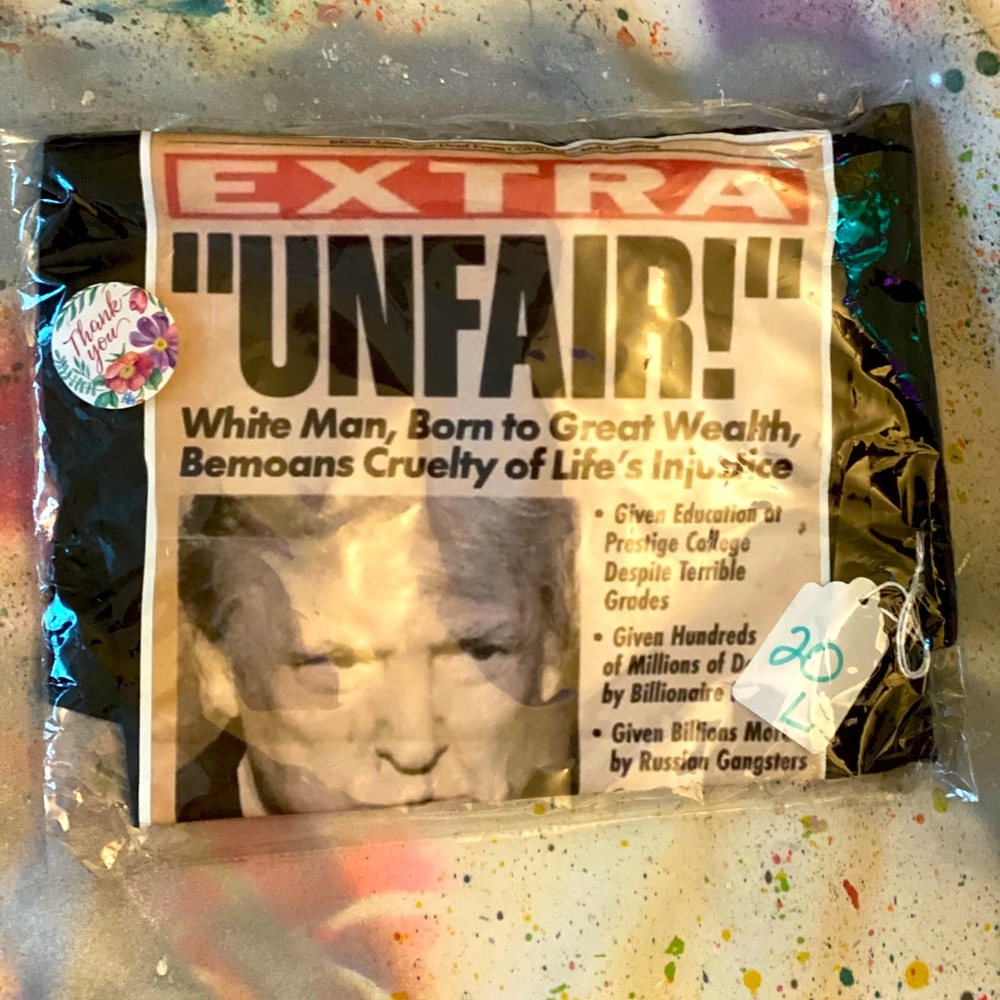 EXTRA
"UNFAIR!"
White Man, Born to Great Wealth,
Bemoans Cruelty of Life's Injustice
• Given Education at
Prestige College
Despite Terrible
Grades
• Given Hundreds
of Millions of
by Billionaire
• Given Billions More
by Russian Gangsters
Thank
you
20
L